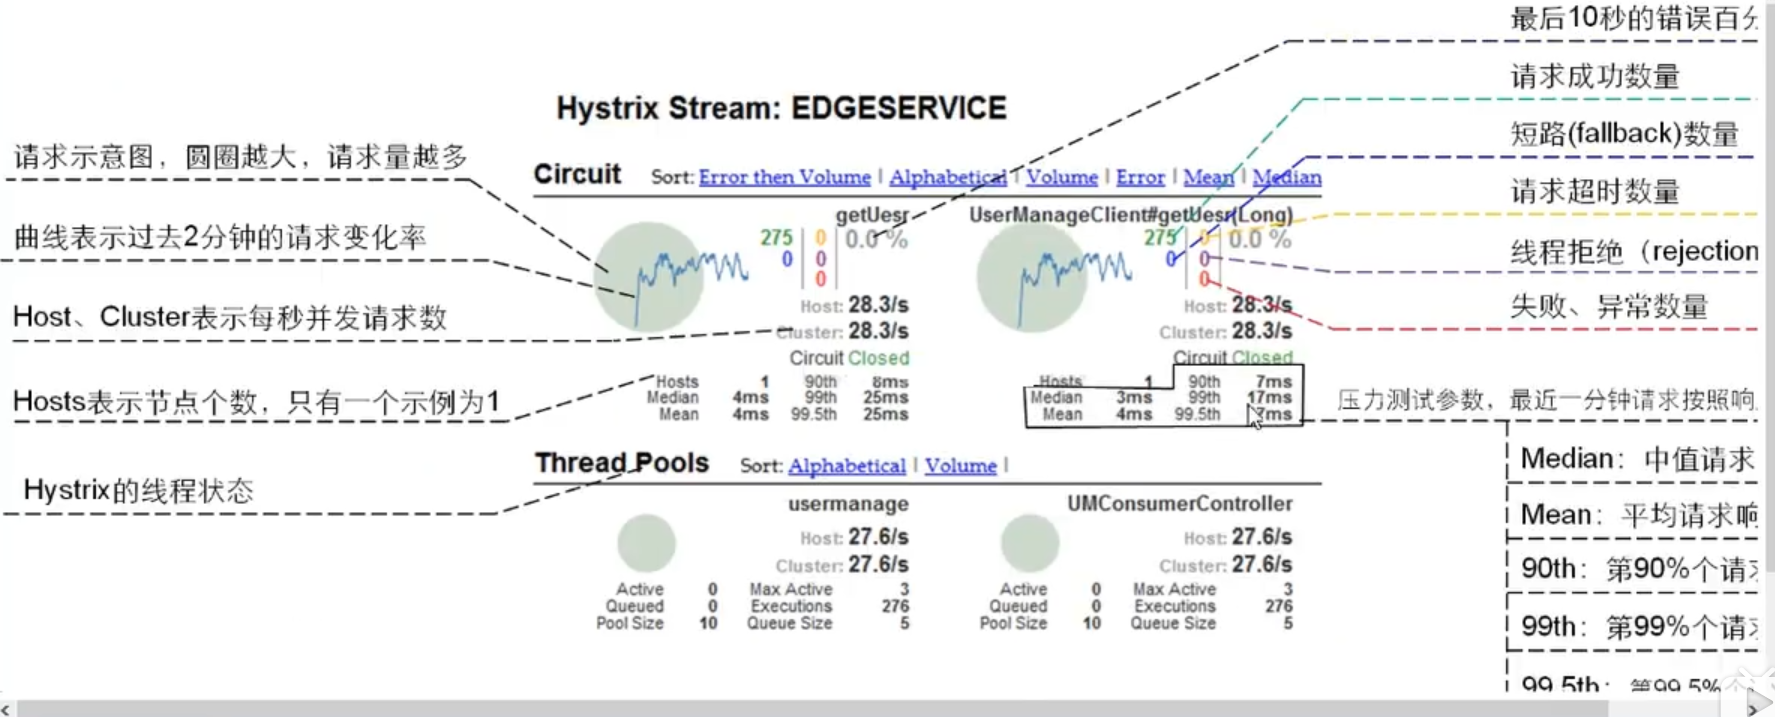 最后10秒的错误百分
请求成功数量
Hystrix Stream: EDGESERVICE
短路(fallback)数量
请求示意图，圆圈越大，请求量越多
Circuit Sort: Error then Volume | Alphabetical | Volume | Error | Mean | Median
请求超时数量
getUesr UserManageClient#getUesr(Long)
曲线表示过去2分钟的请求变化率
275 0 0.0 % 275 0 0.0 %
0 0 0 0
线程拒绝（rejection
0 0
Host、Cluster表示每秒并发请求数
Host: 28.3/s Host: 28.3/s
失败、异常数量
Cluster: 28.3/s Cluster: 28.3/s
Circuit Closed Circuit Closed
Hosts 1 90th 8ms Hosts 1 90th 7ms
Hosts表示节点个数，只有一个示例为1
Median 4ms 99th 25ms Median 3ms 99th 17ms
压力测试参数，最近一分钟请求按照响
Mean 4ms 99.5th 25ms Mean 4ms 99.5th 7ms
Median：中值请求
Thread Pools Sort: Alphabetical | Volume |
Hystrix的线程状态
usermanage UMConsumerController
Mean：平均请求响
Host: 27.6/s Host: 27.6/s
Cluster: 27.6/s Cluster: 27.6/s
90th：第90%个请
Active 0 Max Active 3 Active 0 Max Active 3
Queued 0 Executions 276 Queued 0 Executions 276
Pool Size 10 Queue Size 5 Pool Size 10 Queue Size 5
99th：第99%个请
99.5th：第99.5%个